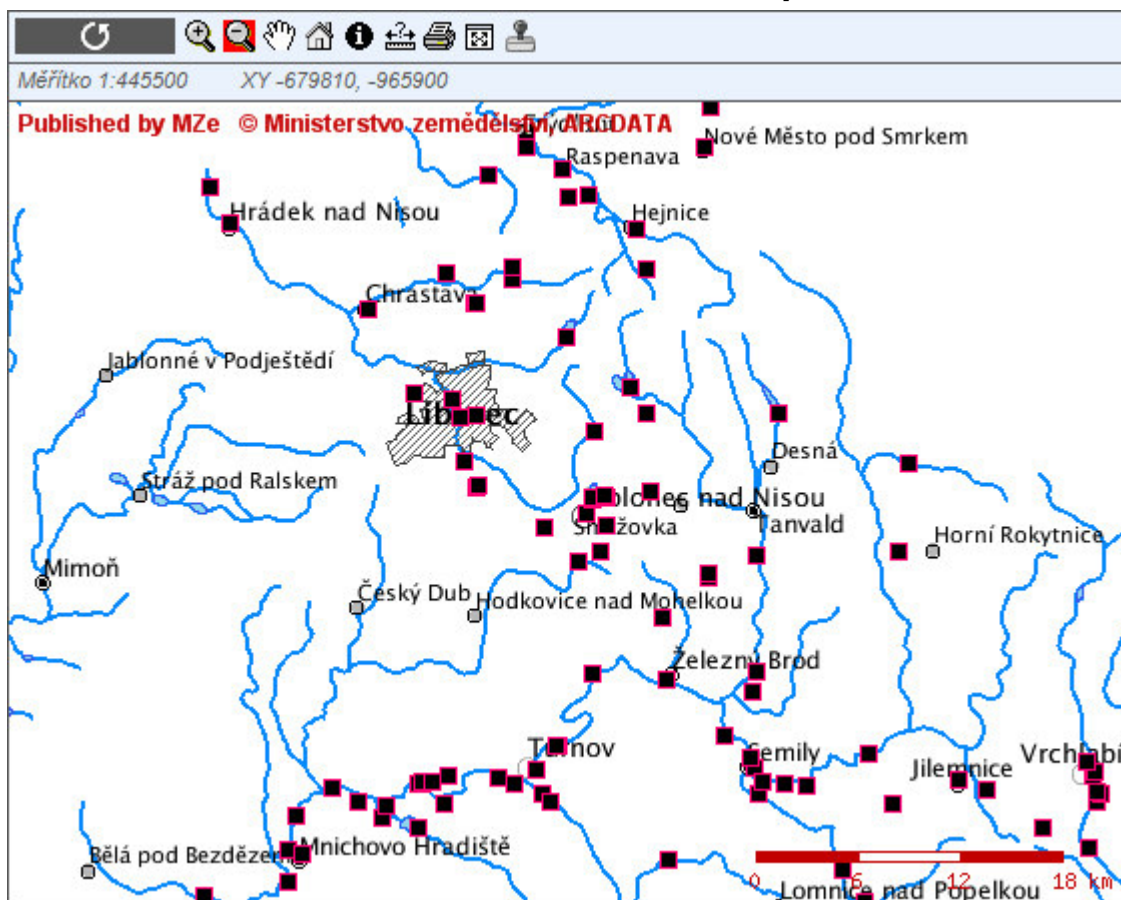 Měřítko 1:445500 XY -679810, -965900
Published by MZe © Ministerstvo zemědělství, ARCDATA
Nové Město pod Smrkem
Raspenava
Hrádek nad Nisou
Hejnice
Chrastava
Jablonné v Podještědí
Desná
Stráž pod Ralskem
nad Nisou
Tanvald
Horní Rokytnice
Mimoň
Český Dub
Hodkovice nad Mohelkou
Železný Brod
Turnov
Semily
Vrchlabí
Jilemnice
Mnichovo Hradiště
Bělá pod Bezdězem
0 6 12 18 km
Lomnice nad Popelkou